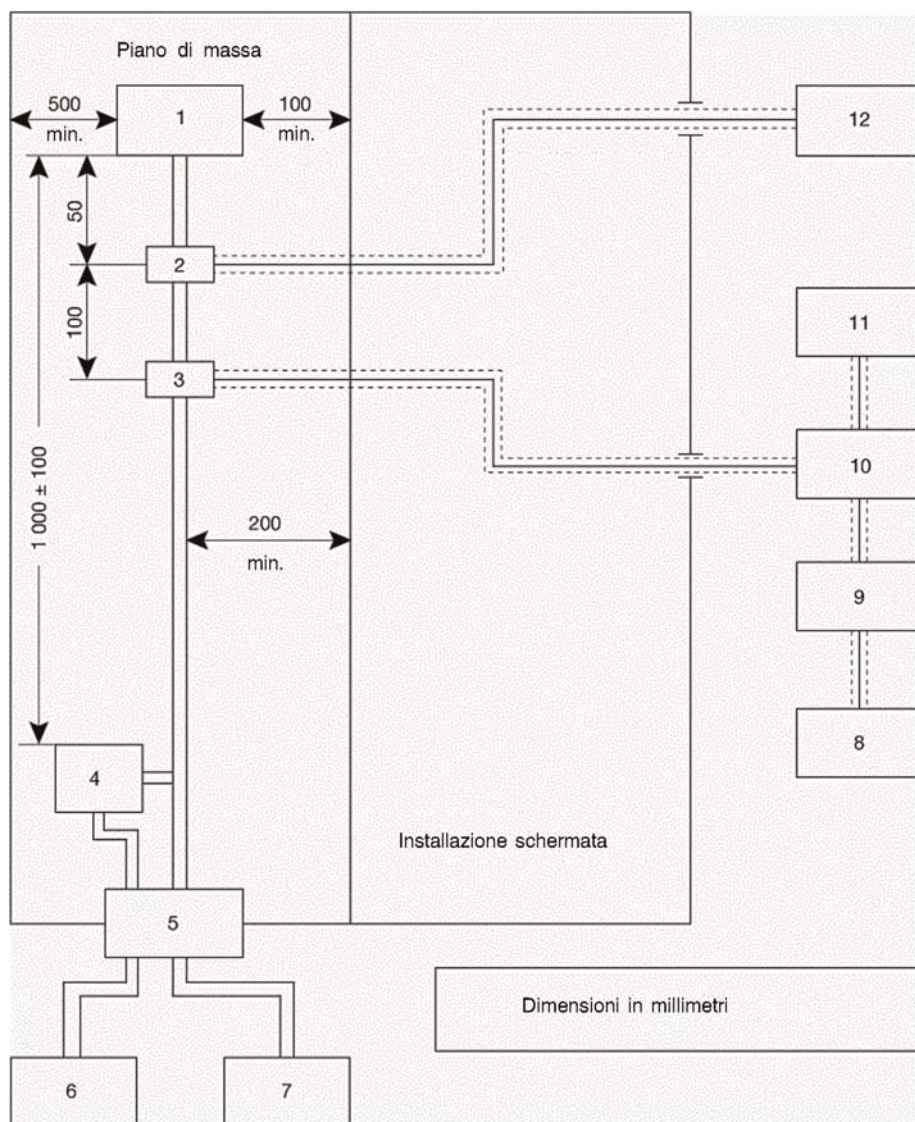 Piano di massa
500
min.
1
100
min.
12
50
2
11
100
3
10
1 000 ± 100
200
min.
9
8
4
Installazione schermata
5
Dimensioni in millimetri
6
7